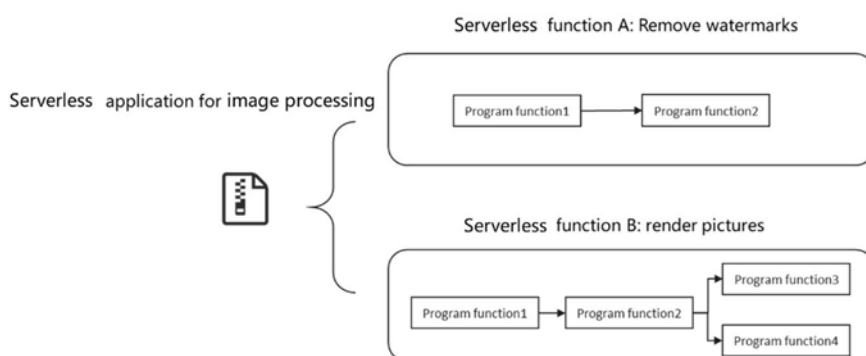 Serverless function A: Remove watermarks
Program function1
Program function2
Serverless application for image processing
Serverless function B: render pictures
Program function1
Program function2
Program function3
Program function4